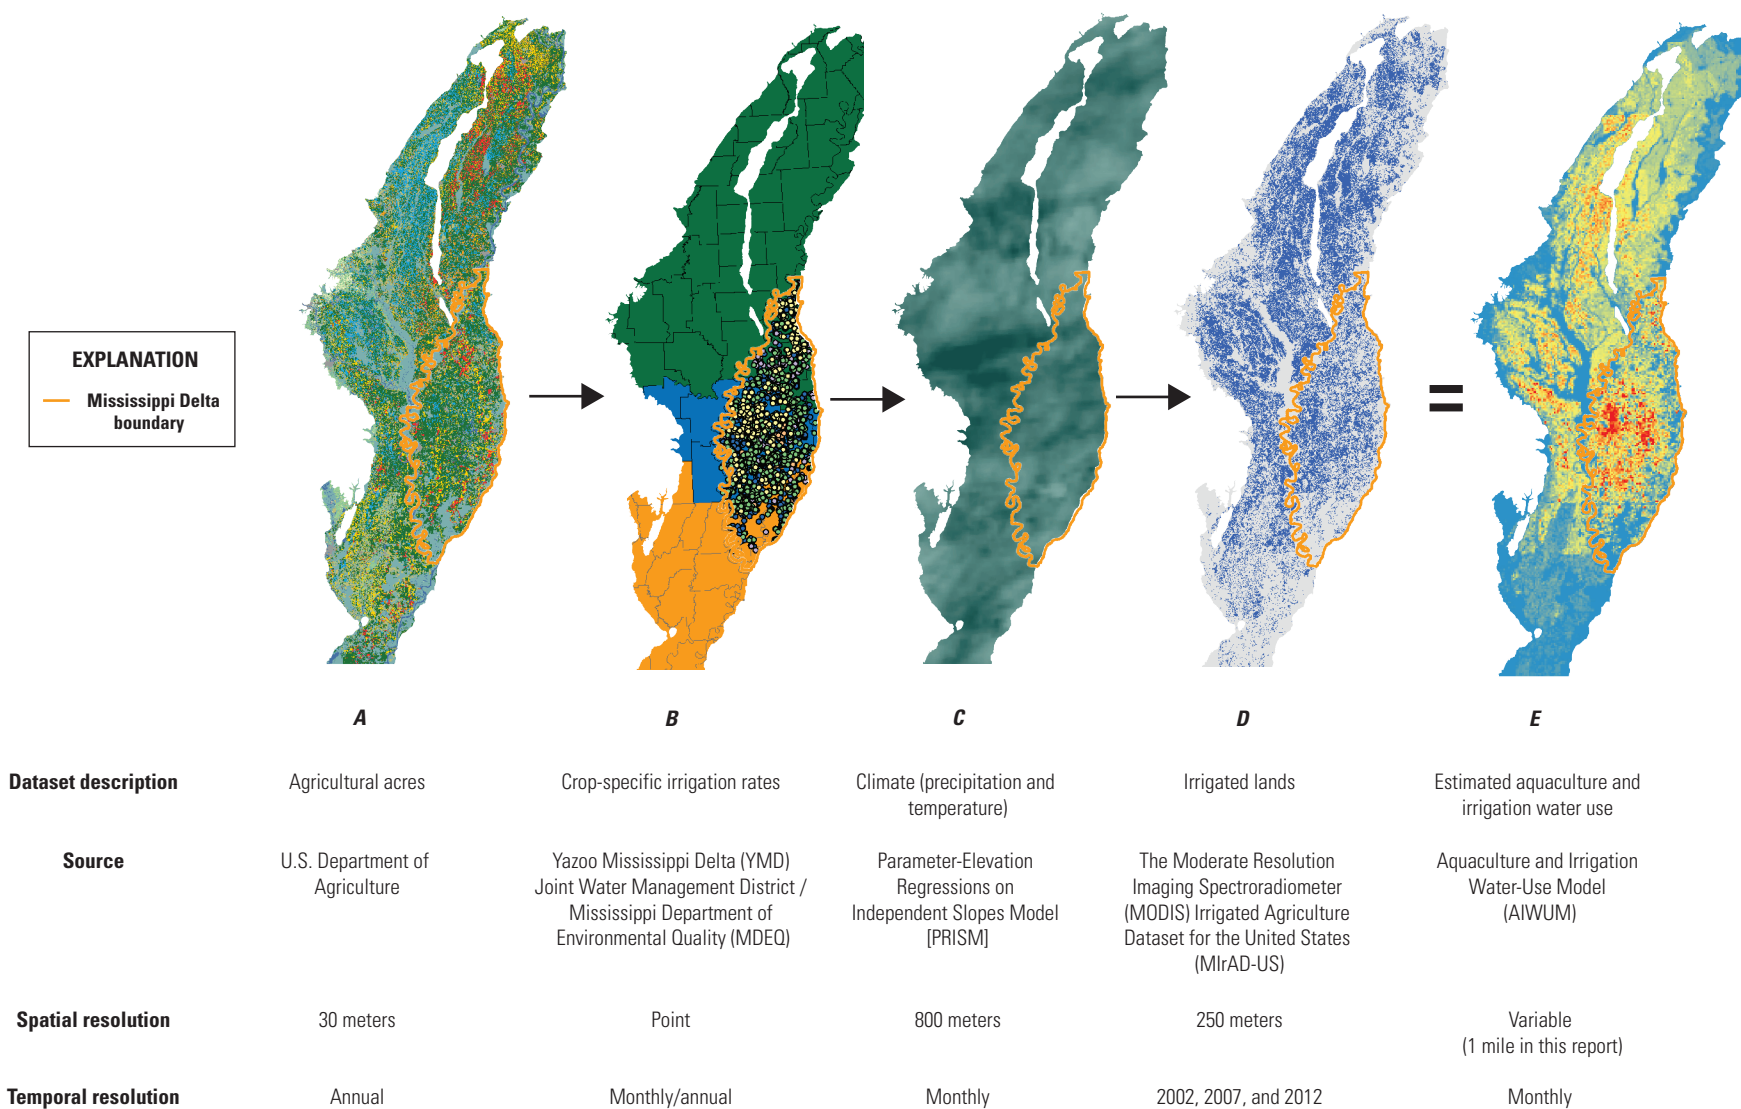 EXPLANATION
Mississippi Delta
boundary
A
B
C
D
=
E
Dataset description
Agricultural acres
Crop-specific irrigation rates
Climate (precipitation and
temperature)
Irrigated lands
Estimated aquaculture and
irrigation water use
Source
U.S. Department of
Agriculture
Yazoo Mississippi Delta (YMD)
Joint Water Management District /
Mississippi Department of
Environmental Quality (MDEQ)
Parameter-Elevation
Regressions on
Independent Slopes Model
[PRISM]
The Moderate Resolution
Imaging Spectroradiometer
(MODIS) Irrigated Agriculture
Dataset for the United States
(MIrAD-US)
Aquaculture and Irrigation
Water-Use Model
(AIWUM)
Spatial resolution
30 meters
Point
800 meters
250 meters
Variable
(1 mile in this report)
Temporal resolution
Annual
Monthly/annual
Monthly
2002, 2007, and 2012
Monthly